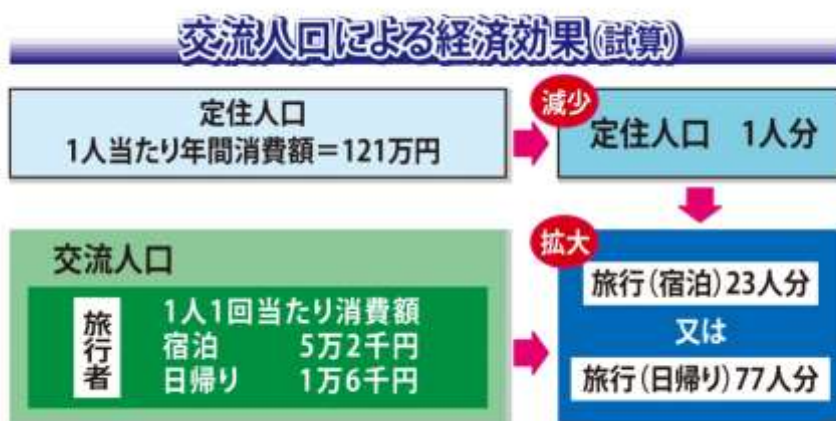 交流人口による経済効果(試算)
定住人口
1人当たり年間消費額＝121万円
減少
定住人口　1人分
交流人口
旅行者
1人1回当たり消費額
宿泊　5万2千円
日帰り　1万6千円
拡大
旅行(宿泊)23人分
又は
旅行(日帰り)77人分